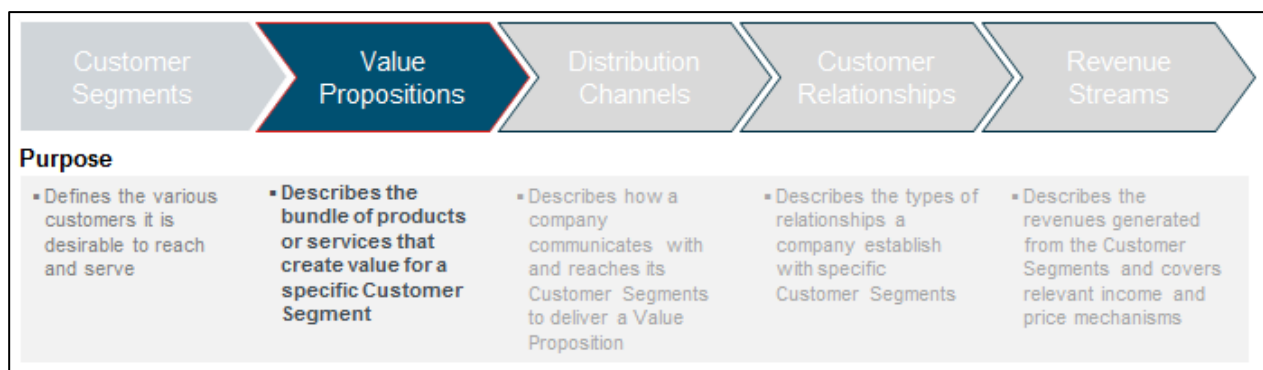 Customer
Segments
Value
Propositions
Distribution
Channels
Customer
Relationships
Revenue
Streams
Purpose
▪ Defines the various
customers it is
desirable to reach
and serve
▪ Describes the
bundle of products
or services that
create value for a
specific Customer
Segment
▪ Describes how a
company
communicates with
and reaches its
Customer Segments
to deliver a Value
Proposition
▪ Describes the types of
relationships a
company establish
with specific
Customer Segments
▪ Describes the
revenues generated
from the Customer
Segments and covers
relevant income and
price mechanisms